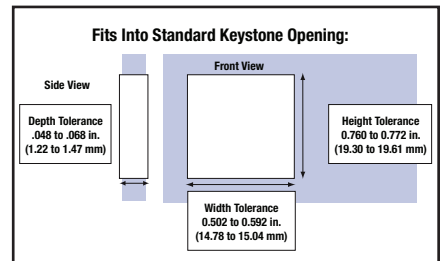 Fits Into Standard Keystone Opening:
Front View
Side View
Depth Tolerance
.048 to .068 in.
(1.22 to 1.47 mm)
Height Tolerance
0.760 to 0.772 in.
(19.30 to 19.61 mm)
Width Tolerance
0.502 to 0.592 in.
(14.78 to 15.04 mm)